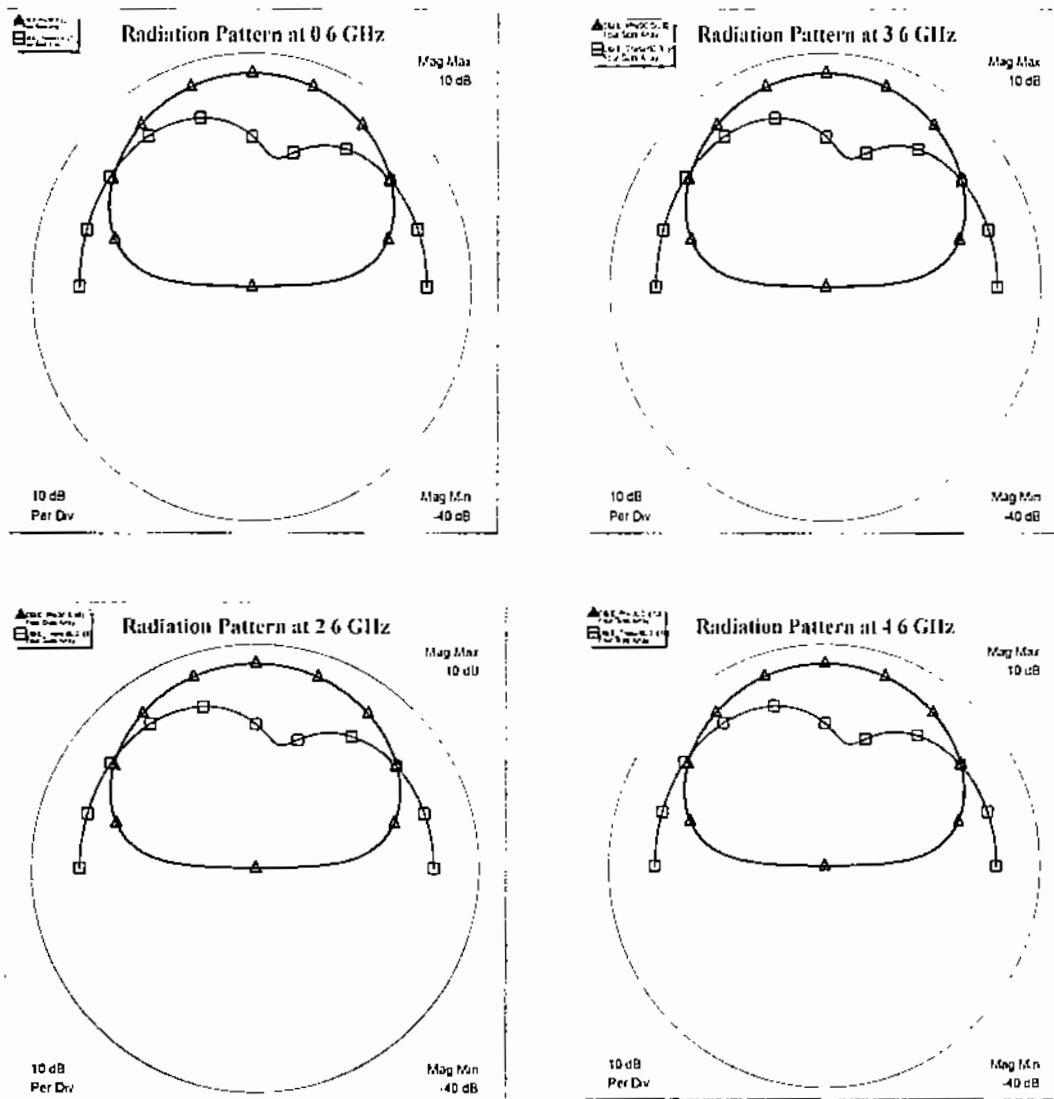 Radiation Pattern at 0 6 GHz
Mag Max
10 dB
10 dB
Per Div
Mag Min
-40 dB
Radiation Pattern at 3 6 GHz
Mag Max
10 dB
10 dB
Per Div
Mag Min
-40 dB
Radiation Pattern at 2 6 GHz
Mag Max
10 dB
10 dB
Per Div
Mag Min
-40 dB
Radiation Pattern at 4 6 GHz
Mag Max
10 dB
10 dB
Per Div
Mag Min
-40 dB